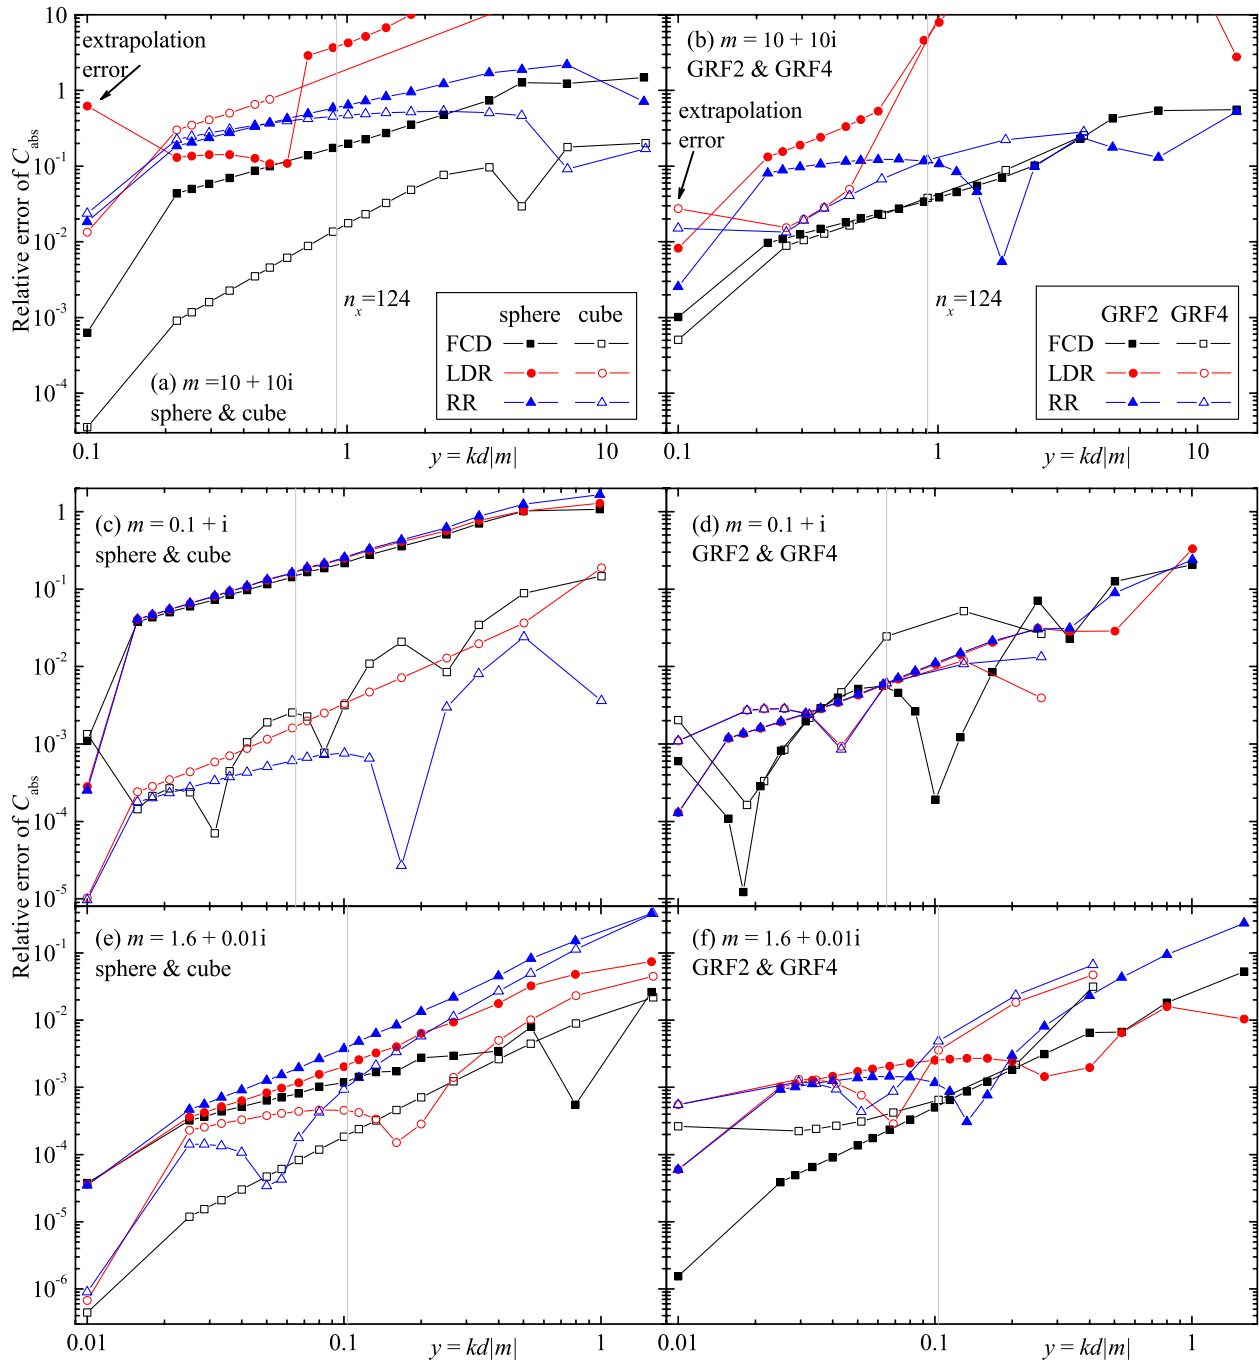 10
1
10⁻¹
10⁻²
10⁻³
10⁻⁴
Relative error of C_abs
extrapolation
error
n_x=124
(a) m =10 + 10i
sphere & cube
sphere cube
FCD
LDR
RR
0.1 1 10
y = kd|m|
(b) m = 10 + 10i
GRF2 & GRF4
extrapolation
error
n_x=124
GRF2 GRF4
FCD
LDR
RR
0.1 1 10
y = kd|m|
1
10⁻¹
10⁻²
10⁻³
10⁻⁴
10⁻⁵
(c) m = 0.1 + i
sphere & cube
(d) m = 0.1 + i
GRF2 & GRF4
Relative error of C_abs
10⁻¹
10⁻²
10⁻³
10⁻⁴
10⁻⁵
10⁻⁶
(e) m = 1.6 + 0.01i
sphere & cube
0.01 0.1 1
y = kd|m|
(f) m = 1.6 + 0.01i
GRF2 & GRF4
0.01 0.1 1
y = kd|m|